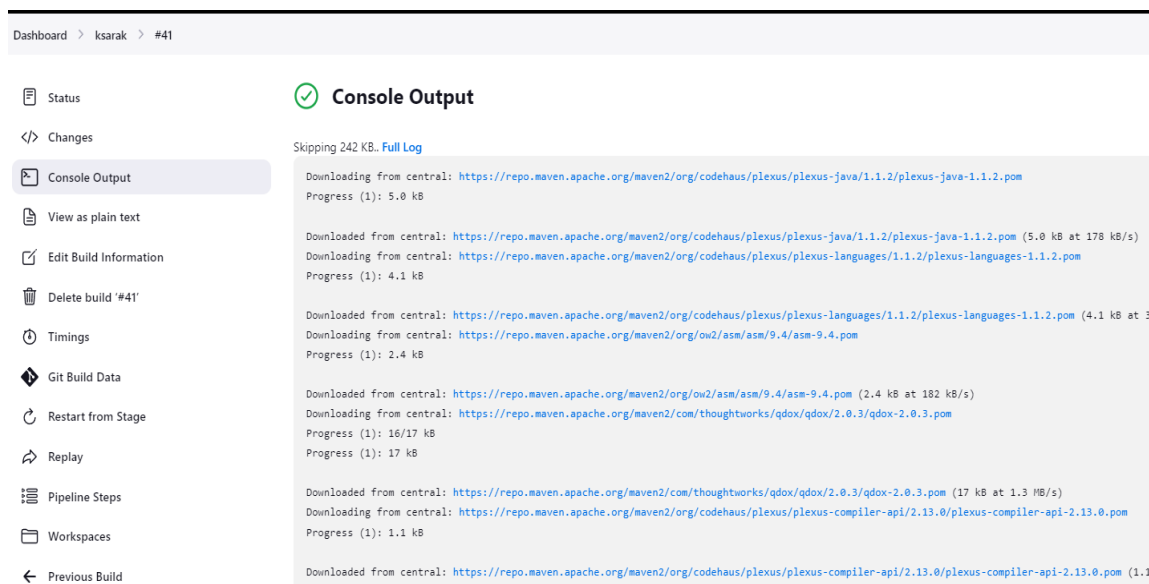 Dashboard > ksarak > #41
Status
Changes
Console Output
View as plain text
Edit Build Information
Delete build ‘#41’
Timings
Git Build Data
Restart from Stage
Replay
Pipeline Steps
Workspaces
Previous Build
Console Output
Skipping 242 KB.. Full Log
Downloading from central: https://repo.maven.apache.org/maven2/org/codehaus/plexus/plexus-java/1.1.2/plexus-java-1.1.2.pom
Progress (1): 5.0 kB
Downloaded from central: https://repo.maven.apache.org/maven2/org/codehaus/plexus/plexus-java/1.1.2/plexus-java-1.1.2.pom (5.0 kB at 178 kB/s)
Downloading from central: https://repo.maven.apache.org/maven2/org/codehaus/plexus/plexus-languages/1.1.2/plexus-languages-1.1.2.pom
Progress (1): 4.1 kB
Downloaded from central: https://repo.maven.apache.org/maven2/org/codehaus/plexus/plexus-languages/1.1.2/plexus-languages-1.1.2.pom (4.1 kB at 3
Downloading from central: https://repo.maven.apache.org/maven2/org/ow2/asm/asm/9.4/asm-9.4.pom
Progress (1): 2.4 kB
Downloaded from central: https://repo.maven.apache.org/maven2/org/ow2/asm/asm/9.4/asm-9.4.pom (2.4 kB at 182 kB/s)
Downloading from central: https://repo.maven.apache.org/maven2/com/thoughtworks/qdox/qdox/2.0.3/qdox-2.0.3.pom
Progress (1): 16/17 kB
Progress (1): 17 kB
Downloaded from central: https://repo.maven.apache.org/maven2/com/thoughtworks/qdox/qdox/2.0.3/qdox-2.0.3.pom (17 kB at 1.3 MB/s)
Downloading from central: https://repo.maven.apache.org/maven2/org/codehaus/plexus/plexus-compiler-api/2.13.0/plexus-compiler-api-2.13.0.pom
Progress (1): 1.1 kB
Downloaded from central: https://repo.maven.apache.org/maven2/org/codehaus/plexus/plexus-compiler-api/2.13.0/plexus-compiler-api-2.13.0.pom (1.1